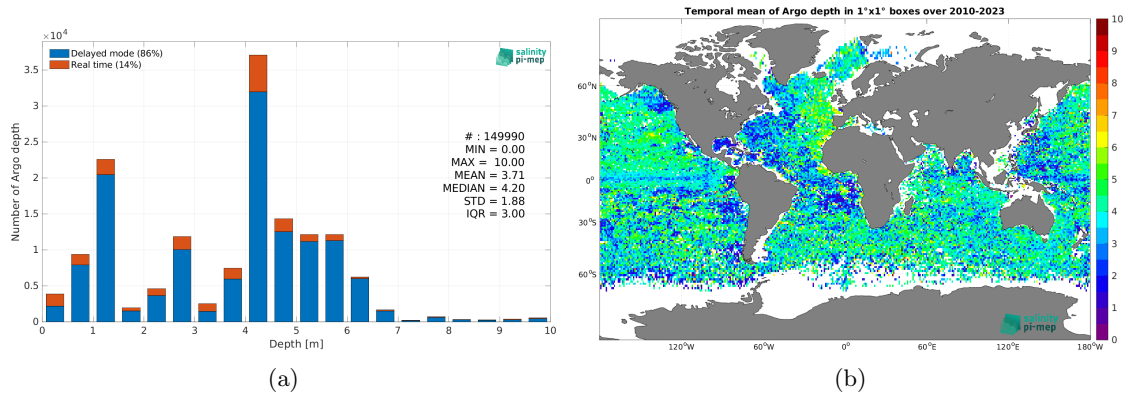 ×10⁴
Delayed mode (86%)
Real time (14%)
salinity
pi-mep
3.5
3
2.5
2
1.5
1
0.5
0
Number of Argo depth
# : 149990
MIN = 0.00
MAX = 10.00
MEAN = 3.71
MEDIAN = 4.20
STD = 1.88
IQR = 3.00
0 1 2 3 4 5 6 7 8 9 10
Depth [m]
(a)
Temporal mean of Argo depth in 1°x1° boxes over 2010-2023
60°N
30°N
0°
30°S
60°S
120°W 60°W 0° 60°E 120°E 180°W
salinity
pi-mep
10
9
8
7
6
5
4
3
2
1
0
(b)